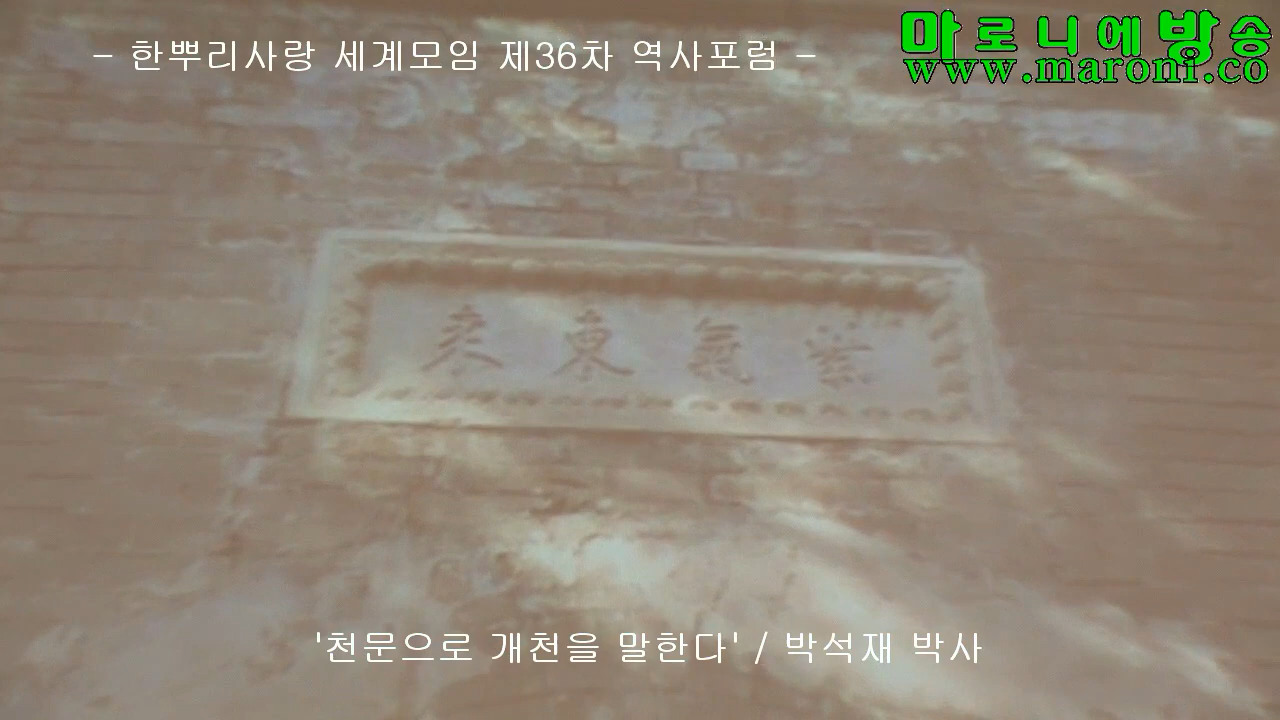 - 한뿌리사랑 세계모임 제36차 역사포럼 -
마로니에방송
www.maroni.co
来東氣紫
'천문으로 개천을 말한다' / 박석재 박사